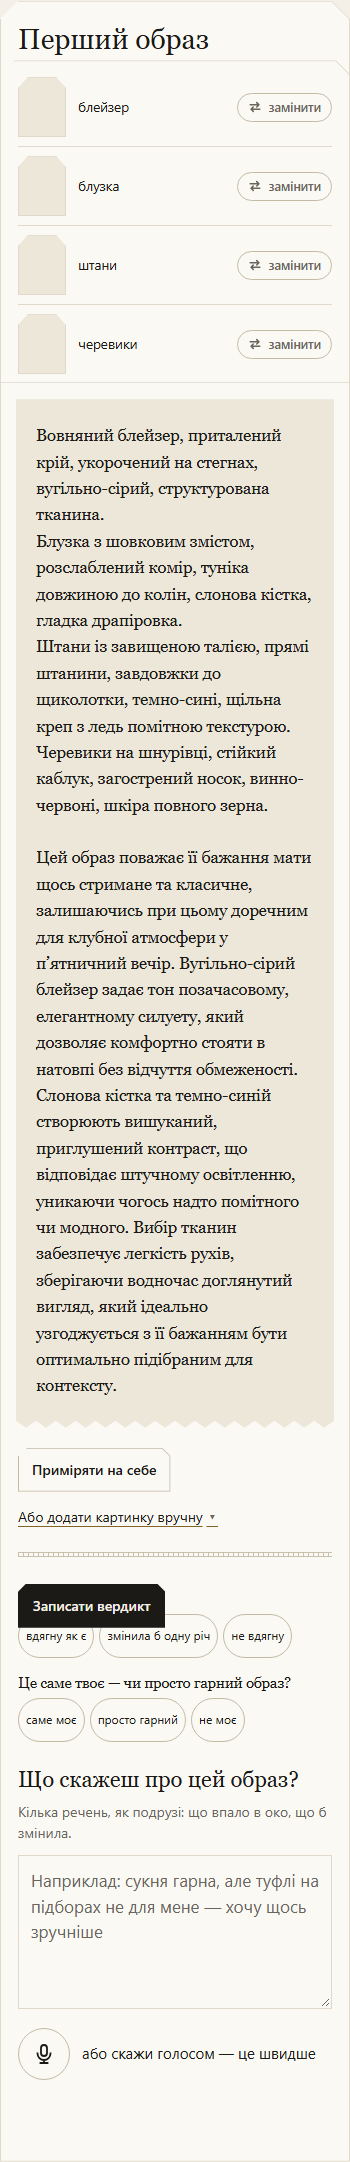 Перший образ
блейзер
замінити
блузка
замінити
штани
замінити
черевики
замінити
Вовняний блейзер, приталений
крій, укорочений на стегнах,
вугільно-сірий, структурована
тканина.
Блузка з шовковим змістом,
розслаблений комір, туніка
довжиною до колін, слонова кістка,
гладка драпіровка.
Штани із завищеною талією, прямі
штанини, завдовжки до
щиколотки, темно-сині, щільна
креп з ледь помітною текстурою.
Черевики на шнурівці, стійкий
каблук, загострений носок, винно-
червоні, шкіра повного зерна.
Цей образ поважає її бажання мати
щось стримане та класичне,
залишаючись при цьому доречним
для клубної атмосфери у
п’ятничний вечір. Вугільно-сірий
блейзер задає тон позачасовому,
елегантному силуету, який
дозволяє комфортно стояти в
натовпі без відчуття обмеженості.
Слонова кістка та темно-синій
створюють вишуканий,
приглушений контраст, що
відповідає штучному освітленню,
уникаючи чогось надто помітного
чи модного. Вибір тканин
забезпечує легкість рухів,
зберігаючи водночас доглянутий
вигляд, який ідеально
узгоджується з її бажанням бути
оптимально підібраним для
контексту.
Приміряти на себе
Або додати картинку вручну
Записати вердикт
вдягну як є
змінила б одну річ
не вдягну
Це саме твоє — чи просто гарний образ?
саме моє
просто гарний
не моє
Що скажеш про цей образ?
Кілька речень, як подрузі: що впало в око, що б
змінила.
Наприклад: сукня гарна, але туфлі на
підборах не для мене — хочу щось
зручніше
або скажи голосом — це швидше